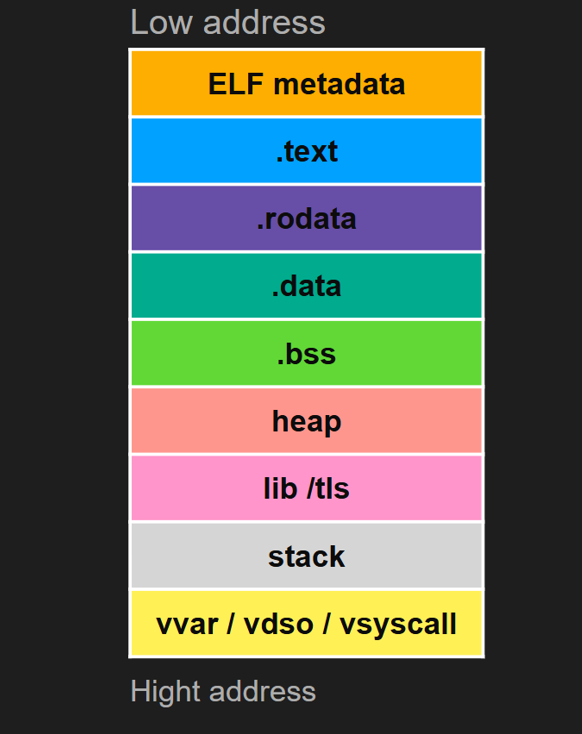 Low address
ELF metadata
.text
.rodata
.data
.bss
heap
lib /tls
stack
vvar / vdso / vsyscall
Hight address